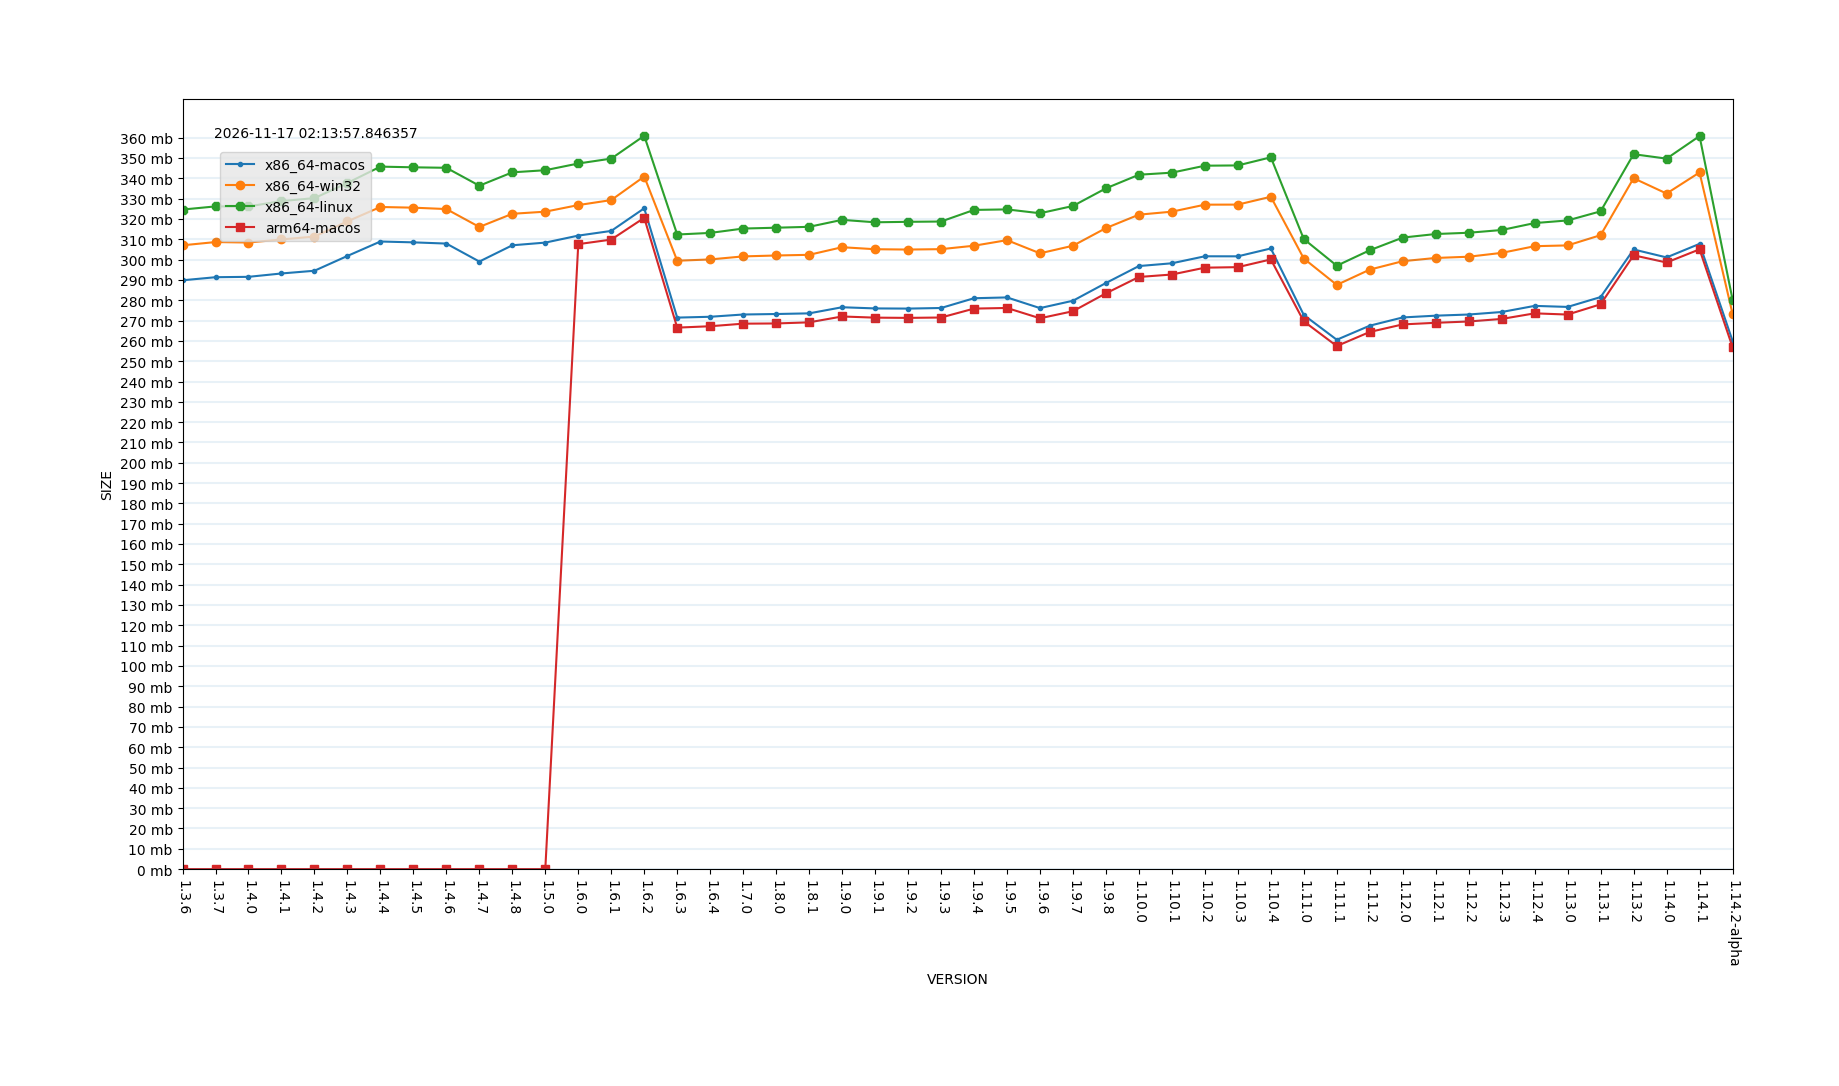 2026-11-17 02:13:57.846357
x86_64-macos
x86_64-win32
x86_64-linux
arm64-macos
360 mb
350 mb
340 mb
330 mb
320 mb
310 mb
300 mb
290 mb
280 mb
270 mb
260 mb
250 mb
240 mb
230 mb
220 mb
210 mb
200 mb
190 mb
180 mb
170 mb
160 mb
150 mb
140 mb
130 mb
120 mb
110 mb
100 mb
90 mb
80 mb
70 mb
60 mb
50 mb
40 mb
30 mb
20 mb
10 mb
0 mb
SIZE
1.3.6
1.3.7
1.4.0
1.4.1
1.4.2
1.4.3
1.4.4
1.4.5
1.4.6
1.4.7
1.4.8
1.5.0
1.6.0
1.6.1
1.6.2
1.6.3
1.6.4
1.7.0
1.8.0
1.8.1
1.9.0
1.9.1
1.9.2
1.9.3
1.9.4
1.9.5
1.9.6
1.9.7
1.9.8
1.10.0
1.10.1
1.10.2
1.10.3
1.10.4
1.11.0
1.11.1
1.11.2
1.12.0
1.12.1
1.12.2
1.12.3
1.12.4
1.13.0
1.13.1
1.13.2
1.14.0
1.14.1
1.14.2-alpha
VERSION